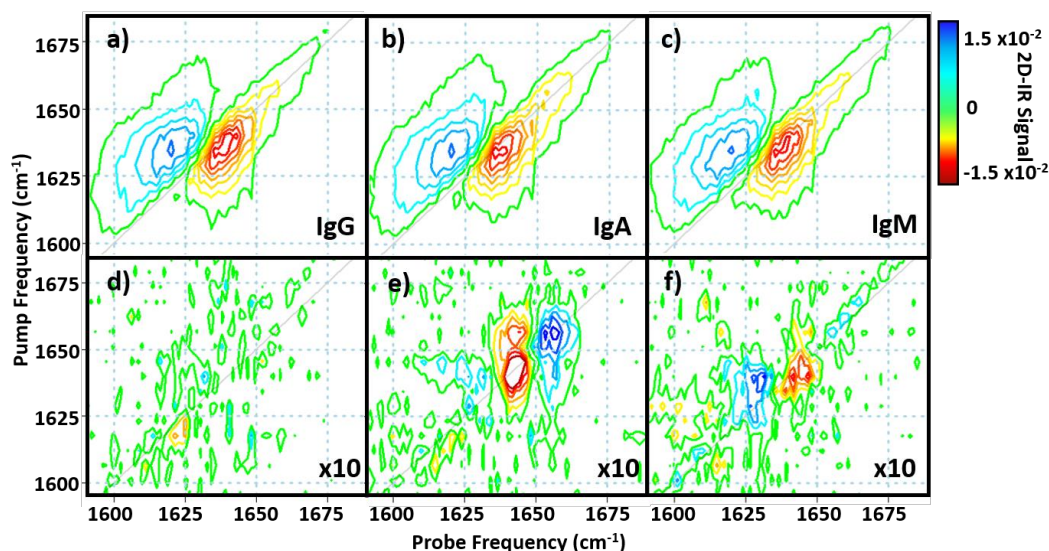 a) b) c)
1675 1650 1625 1600
IgG IgA IgM
d) e) f)
1675 1650 1625 1600
x10 x10 x10
1600 1625 1650 1675 1600 1625 1650 1675 1600 1625 1650 1675
Probe Frequency (cm⁻¹)
Pump Frequency (cm⁻¹)
1.5 x10⁻²
0
-1.5 x10⁻²
2D-IR Signal